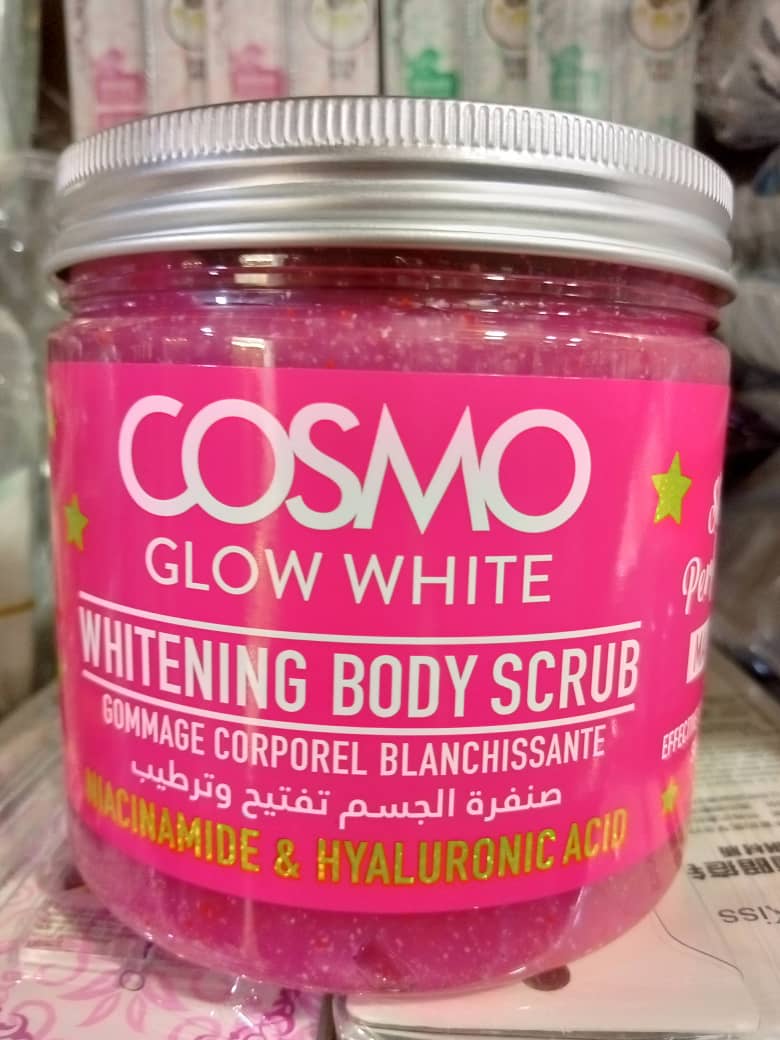 COSMO
GLOW WHITE
WHITENING BODY SCRUB
GOMMAGE CORPOREL BLANCHISSANTE
صنفرة الجسم تفتيح وترطيب
NIACINAMIDE & HYALURONIC ACID